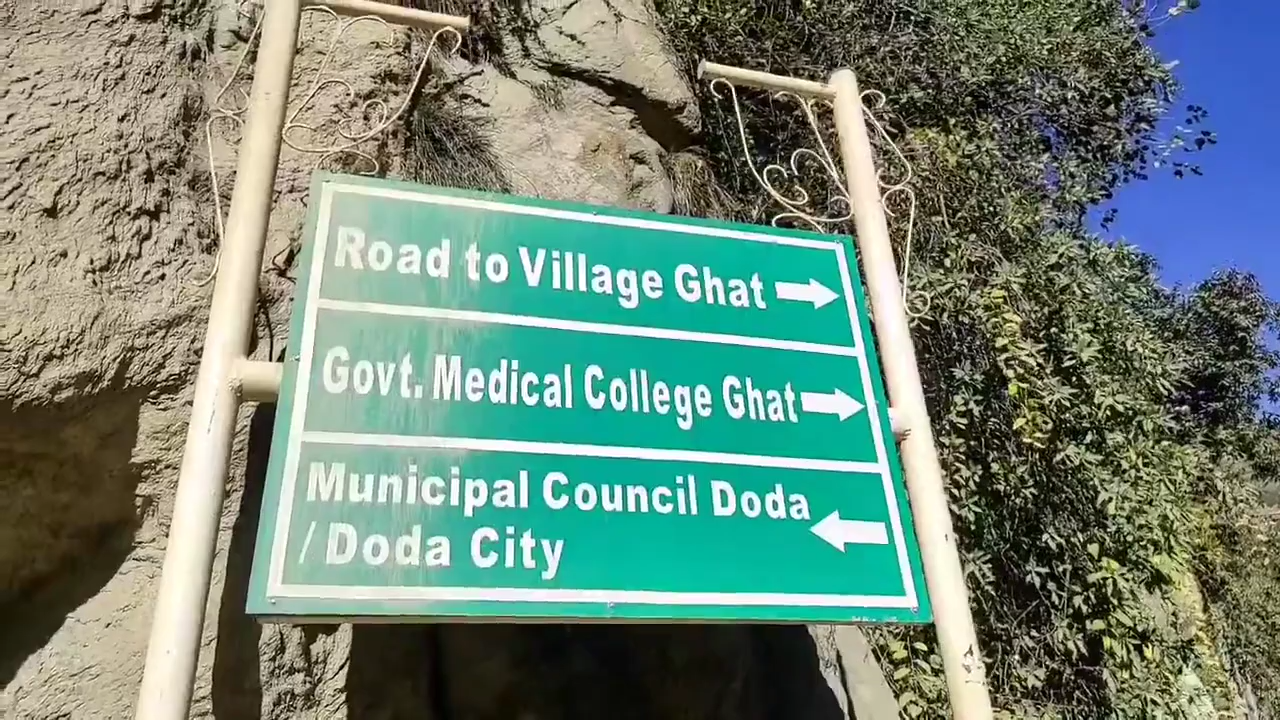 Road to Village Ghat
Govt. Medical College Ghat
Municipal Council Doda
/ Doda City